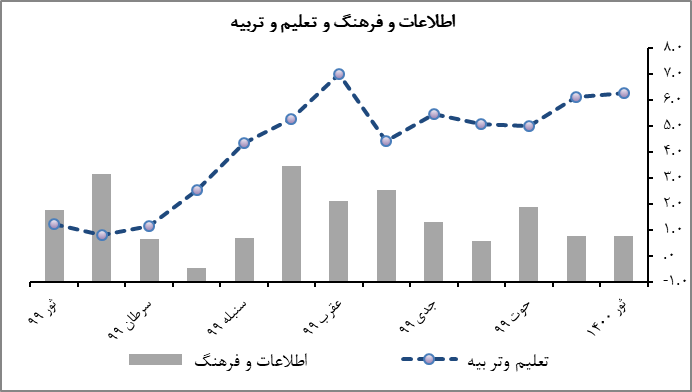 اطلاعات و فرهنگ و تعلیم و تربیه
۸.۰
۷.۰
۶.۰
۵.۰
۴.۰
۳.۰
۲.۰
۱.۰
.۰
-۱.۰
ثور ۹۹
سرطان ۹۹
سنبله ۹۹
عقرب ۹۹
جدی ۹۹
حوت ۹۹
ثور ۱۴۰۰
اطلاعات و فرهنگ
تعلیم وتر بیه